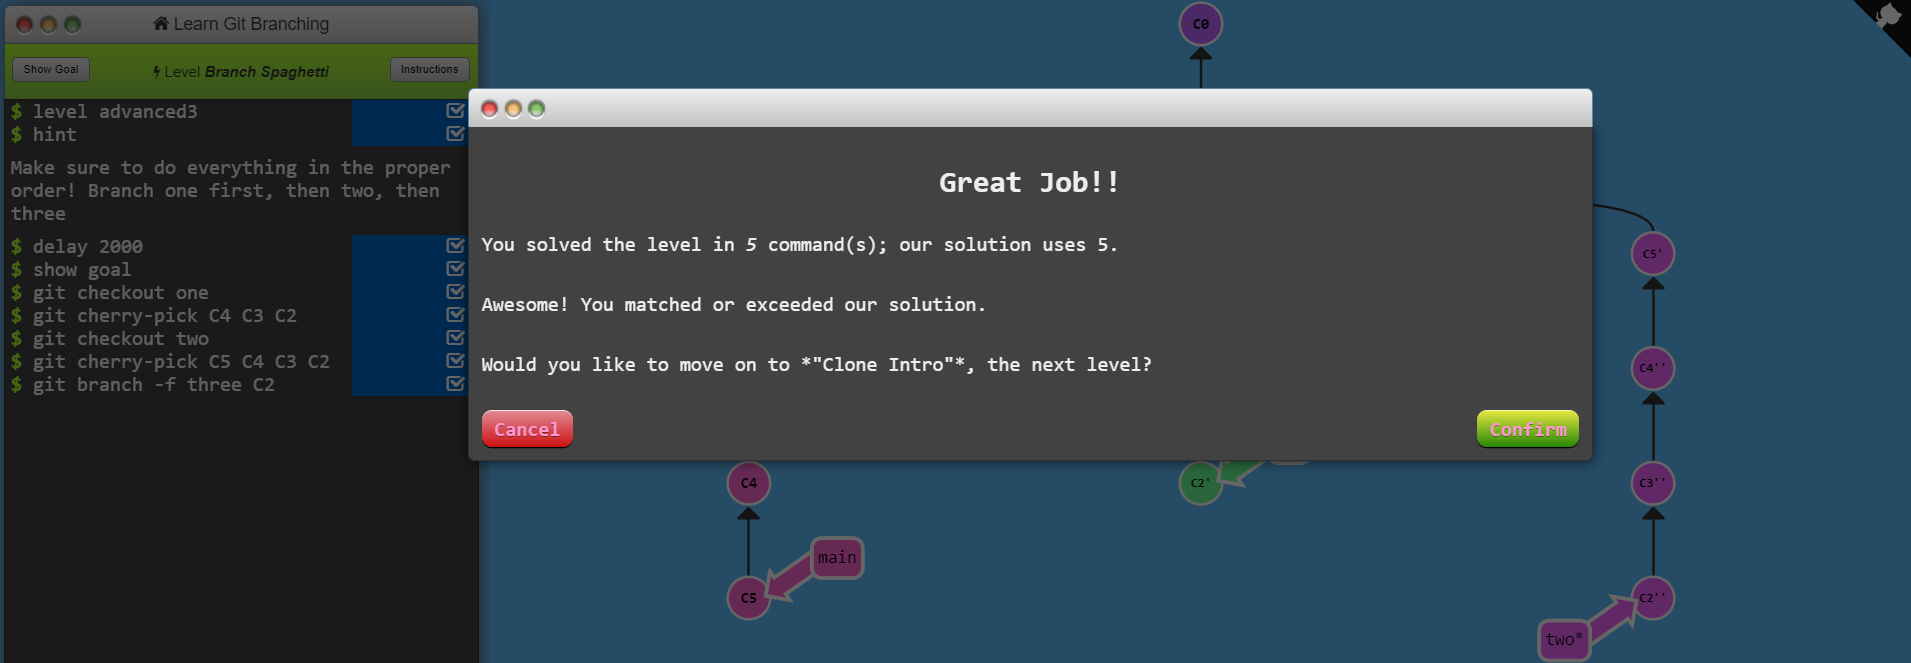 Learn Git Branching
Show Goal
Level Branch Spaghetti
Instructions
$ level advanced3
$ hint
Make sure to do everything in the proper
order! Branch one first, then two, then
three
$ delay 2000
$ show goal
$ git checkout one
$ git cherry-pick C4 C3 C2
$ git checkout two
$ git cherry-pick C5 C4 C3 C2
$ git branch -f three C2
Great Job!!
You solved the level in 5 command(s); our solution uses 5.
Awesome! You matched or exceeded our solution.
Would you like to move on to *"Clone Intro"*, the next level?
Cancel
Confirm
C0
C5'
C4''
C4
C2'
C3''
main
C5
C2''
two*